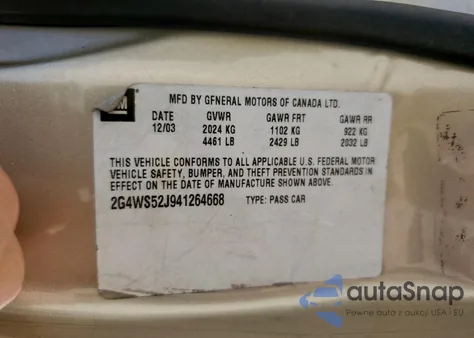 GM
MFD BY GENERAL MOTORS OF CANADA LTD.
DATE GVWR GAWR FRT GAWR RR
12/03 2024 KG 1102 KG 922 KG
4461 LB 2429 LB 2032 LB
THIS VEHICLE CONFORMS TO ALL APPLICABLE U.S. FEDERAL MOTOR
VEHICLE SAFETY, BUMPER, AND THEFT PREVENTION STANDARDS IN
EFFECT ON THE DATE OF MANUFACTURE SHOWN ABOVE.
2G4WS52J941264668 TYPE: PASS CAR
autoSnap
Pewne auto z aukcji USA i EU